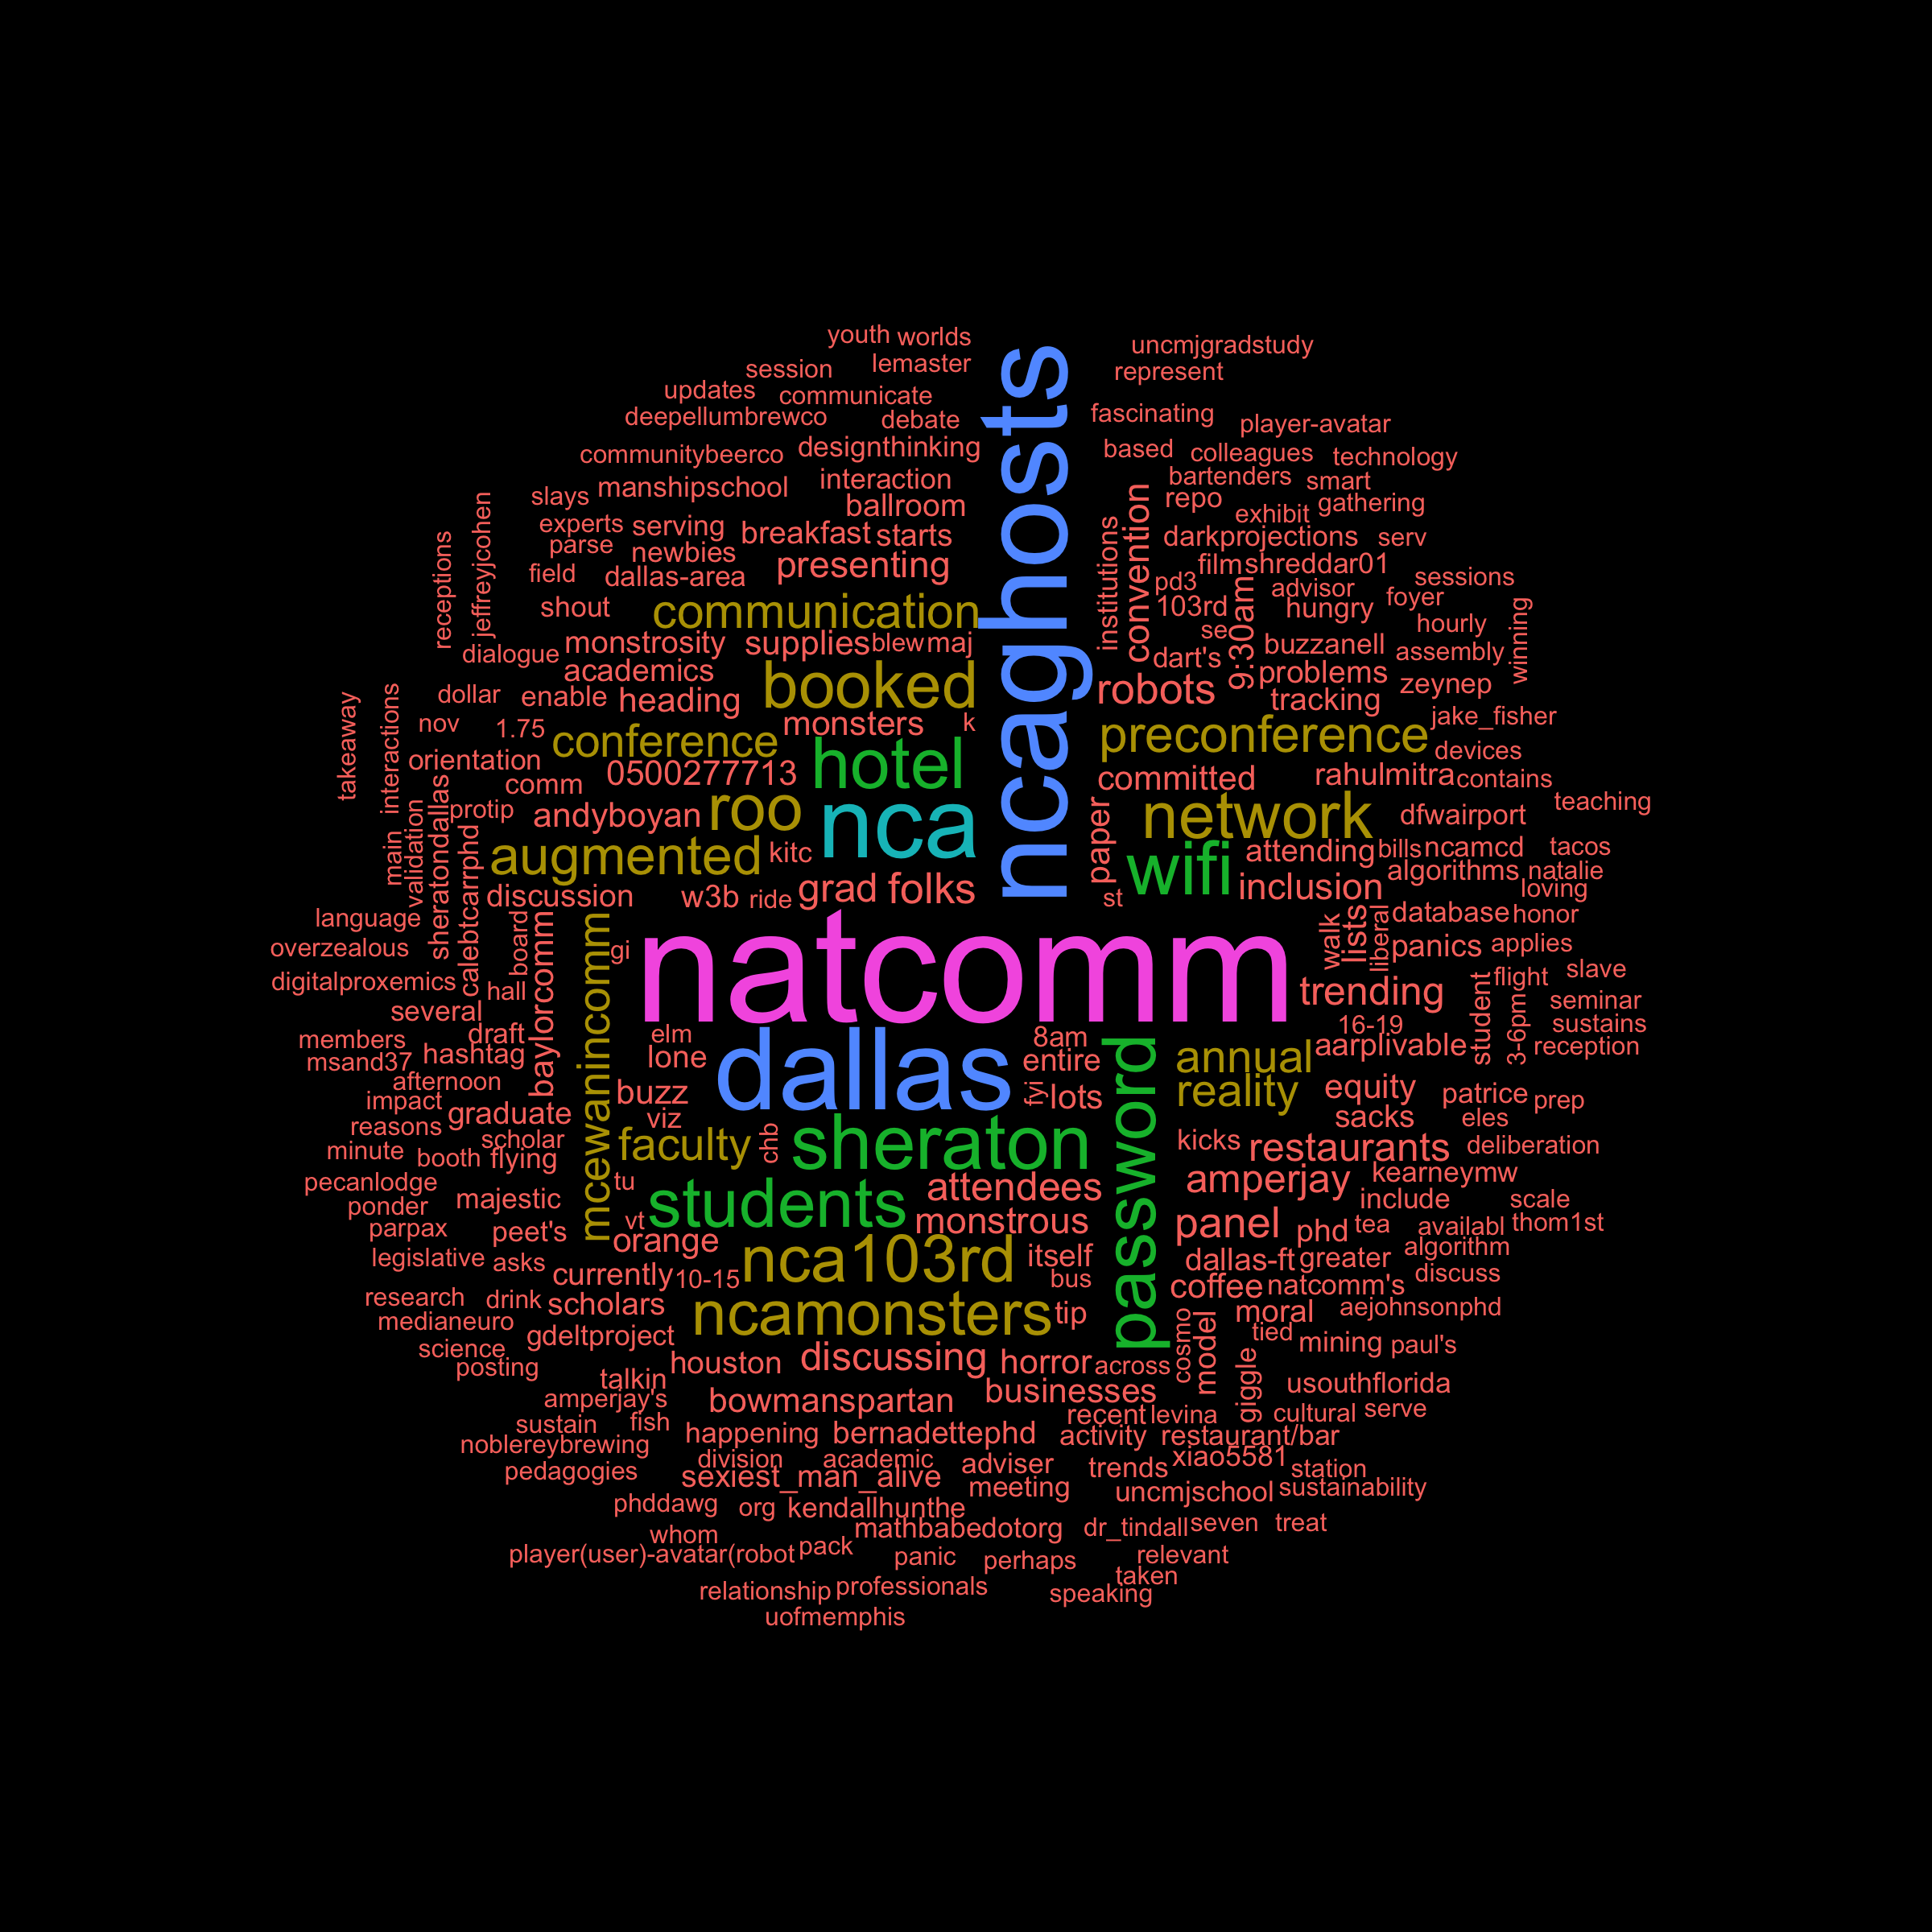 youth worlds
uncmjgradstudy
session lemaster
represent
updates communicate
deepellumbrewco debate
fascinating
player-avatar
communitybeerco designthinking
based colleagues technology
slays manshipschool interaction
bartenders smart
ballroom
repo exhibit gathering
experts serving breakfast starts
darkprojections serv
parse newbies
field dallas-area presenting
film shreddar01
receptions
jeffreyjcohen
ncaghosts
institutions
convention
pd3 advisor sessions
shout communication
103rd 9:30am hungry foyer
monstrosity supplies blew maj
se buzzanell hourly
dialogue academics
dart's problems assembly winning
dollar enable heading booked
robots tracking zeynep
nov 1.75 monsters k
jake_fisher
takeaway
interactions
conference hotel
preconference devices
orientation 0500277713
committed rahulmitra contains
comm
protip andyboyan roo nca
paper network dfwairport teaching
main
validation
sheratondallas
augmented kitc
wifi attending bills ncamcd tacos
calebtcarrphd
discussion w3b ride grad folks
st inclusion algorithms natalie
loving
language board
walk lists liberal database honor
overzealous
mcewanincomm
gi natcomm
panics applies
digitalproxemics hall
trending student flight slave
several baylorcomm
3-6pm seminar
members draft elm 8am
16-19 sustains
msand37 hashtag lone dallas entire
password
annual aarplivable reception
afternoon buzz fyi lots
reality equity patrice prep
impact graduate viz
sacks eles
reasons scholar faculty chb sheraton
kicks restaurants deliberation
minute booth flying
pecanlodge tu attendees
amperjay kearneymw
ponder majestic students
include scale
parpax peet's vt monstrous
panel phd tea availabl thom1st
legislative asks orange nca103rd itself
dallas-ft greater algorithm
currently 10-15 bus
coffee natcomm's discuss
research drink scholars ncamonsters tip
moral aejohnsonphd
medianeuro gdeltproject
cosmo model tied mining paul's
science
posting houston discussing horror across
talkin
giggle usouthflorida
amperjay's bowmanspartan businesses
sustain fish recent levina cultural serve
noblereybrewing happening bernadettephd activity restaurant/bar
pedagogies division academic adviser trends xiao5581 station
sexiest_man_alive meeting uncmjschool sustainability
phddawg org kendallhunthe
whom mathbabedotorg dr_tindall seven treat
player(user)-avatar(robot pack panic perhaps relevant
taken
relationship professionals speaking
uofmemphis